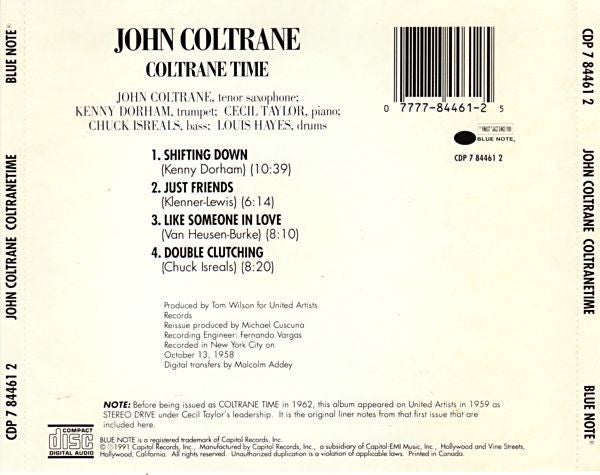 BLUE NOTE®
JOHN COLTRANE COLTRANETIME
CDP 7 84461 2
JOHN COLTRANE
COLTRANE TIME
JOHN COLTRANE, tenor saxophone;
KENNY DORHAM, trumpet; CECIL TAYLOR, piano;
CHUCK ISREALS, bass; LOUIS HAYES, drums
1. SHIFTING DOWN
(Kenny Dorham) (10:39)
2. JUST FRIENDS
(Klenner-Lewis) (6:14)
3. LIKE SOMEONE IN LOVE
(Van Heusen-Burke) (8:10)
4. DOUBLE CLUTCHING
(Chuck Isreals) (8:20)
0 7777-84461-2 5
BLUE NOTE
CDP 7 84461 2
Produced by Tom Wilson for United Artists
Records
Reissue produced by Michael Cuscuna
Recording Engineer: Fernando Vargas
Recorded in New York City on
October 13, 1958
Digital transfers by Malcolm Addey
NOTE: Before being issued as COLTRANE TIME in 1962, this album appeared on United Artists in 1959 as
STEREO DRIVE under Cecil Taylor's leadership. It is the original liner notes from that first issue that are
included here.
COMPACT
disc
DIGITAL AUDIO
BLUE NOTE® is a registered trademark of Capitol Records, Inc.
© ℗ 1991 Capitol Records, Inc., Manufactured by Capitol Records, Inc., a subsidiary of Capitol-EMI Music, Inc., Hollywood and Vine Streets,
Hollywood, California. All rights reserved. Unauthorized duplication is a violation of applicable laws. Printed in Canada.
CDP 7 84461 2
JOHN COLTRANE COLTRANETIME
BLUE NOTE®